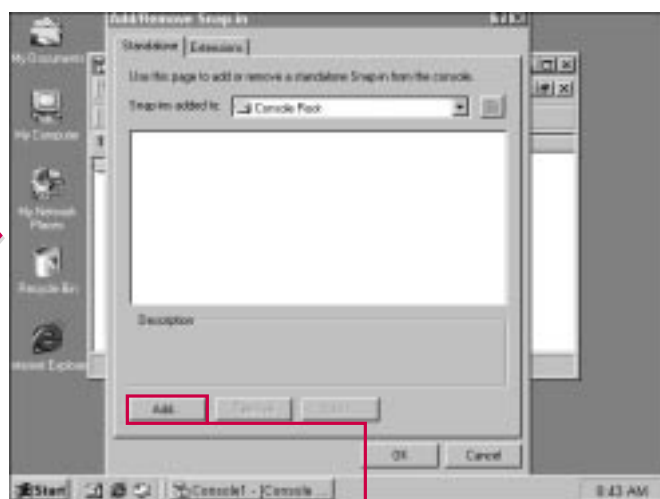 Add/Remove Snap-in
Standalone
Extensions
Use this page to add or remove a standalone Snap-in from the console.
Snap-ins added to:
Console Root
Description
Add...
Remove
OK
Cancel
My Documents
My Computer
My Network
Places
Recycle Bin
Internet Explorer
Start
Console1 - [Console ...
8:43 AM